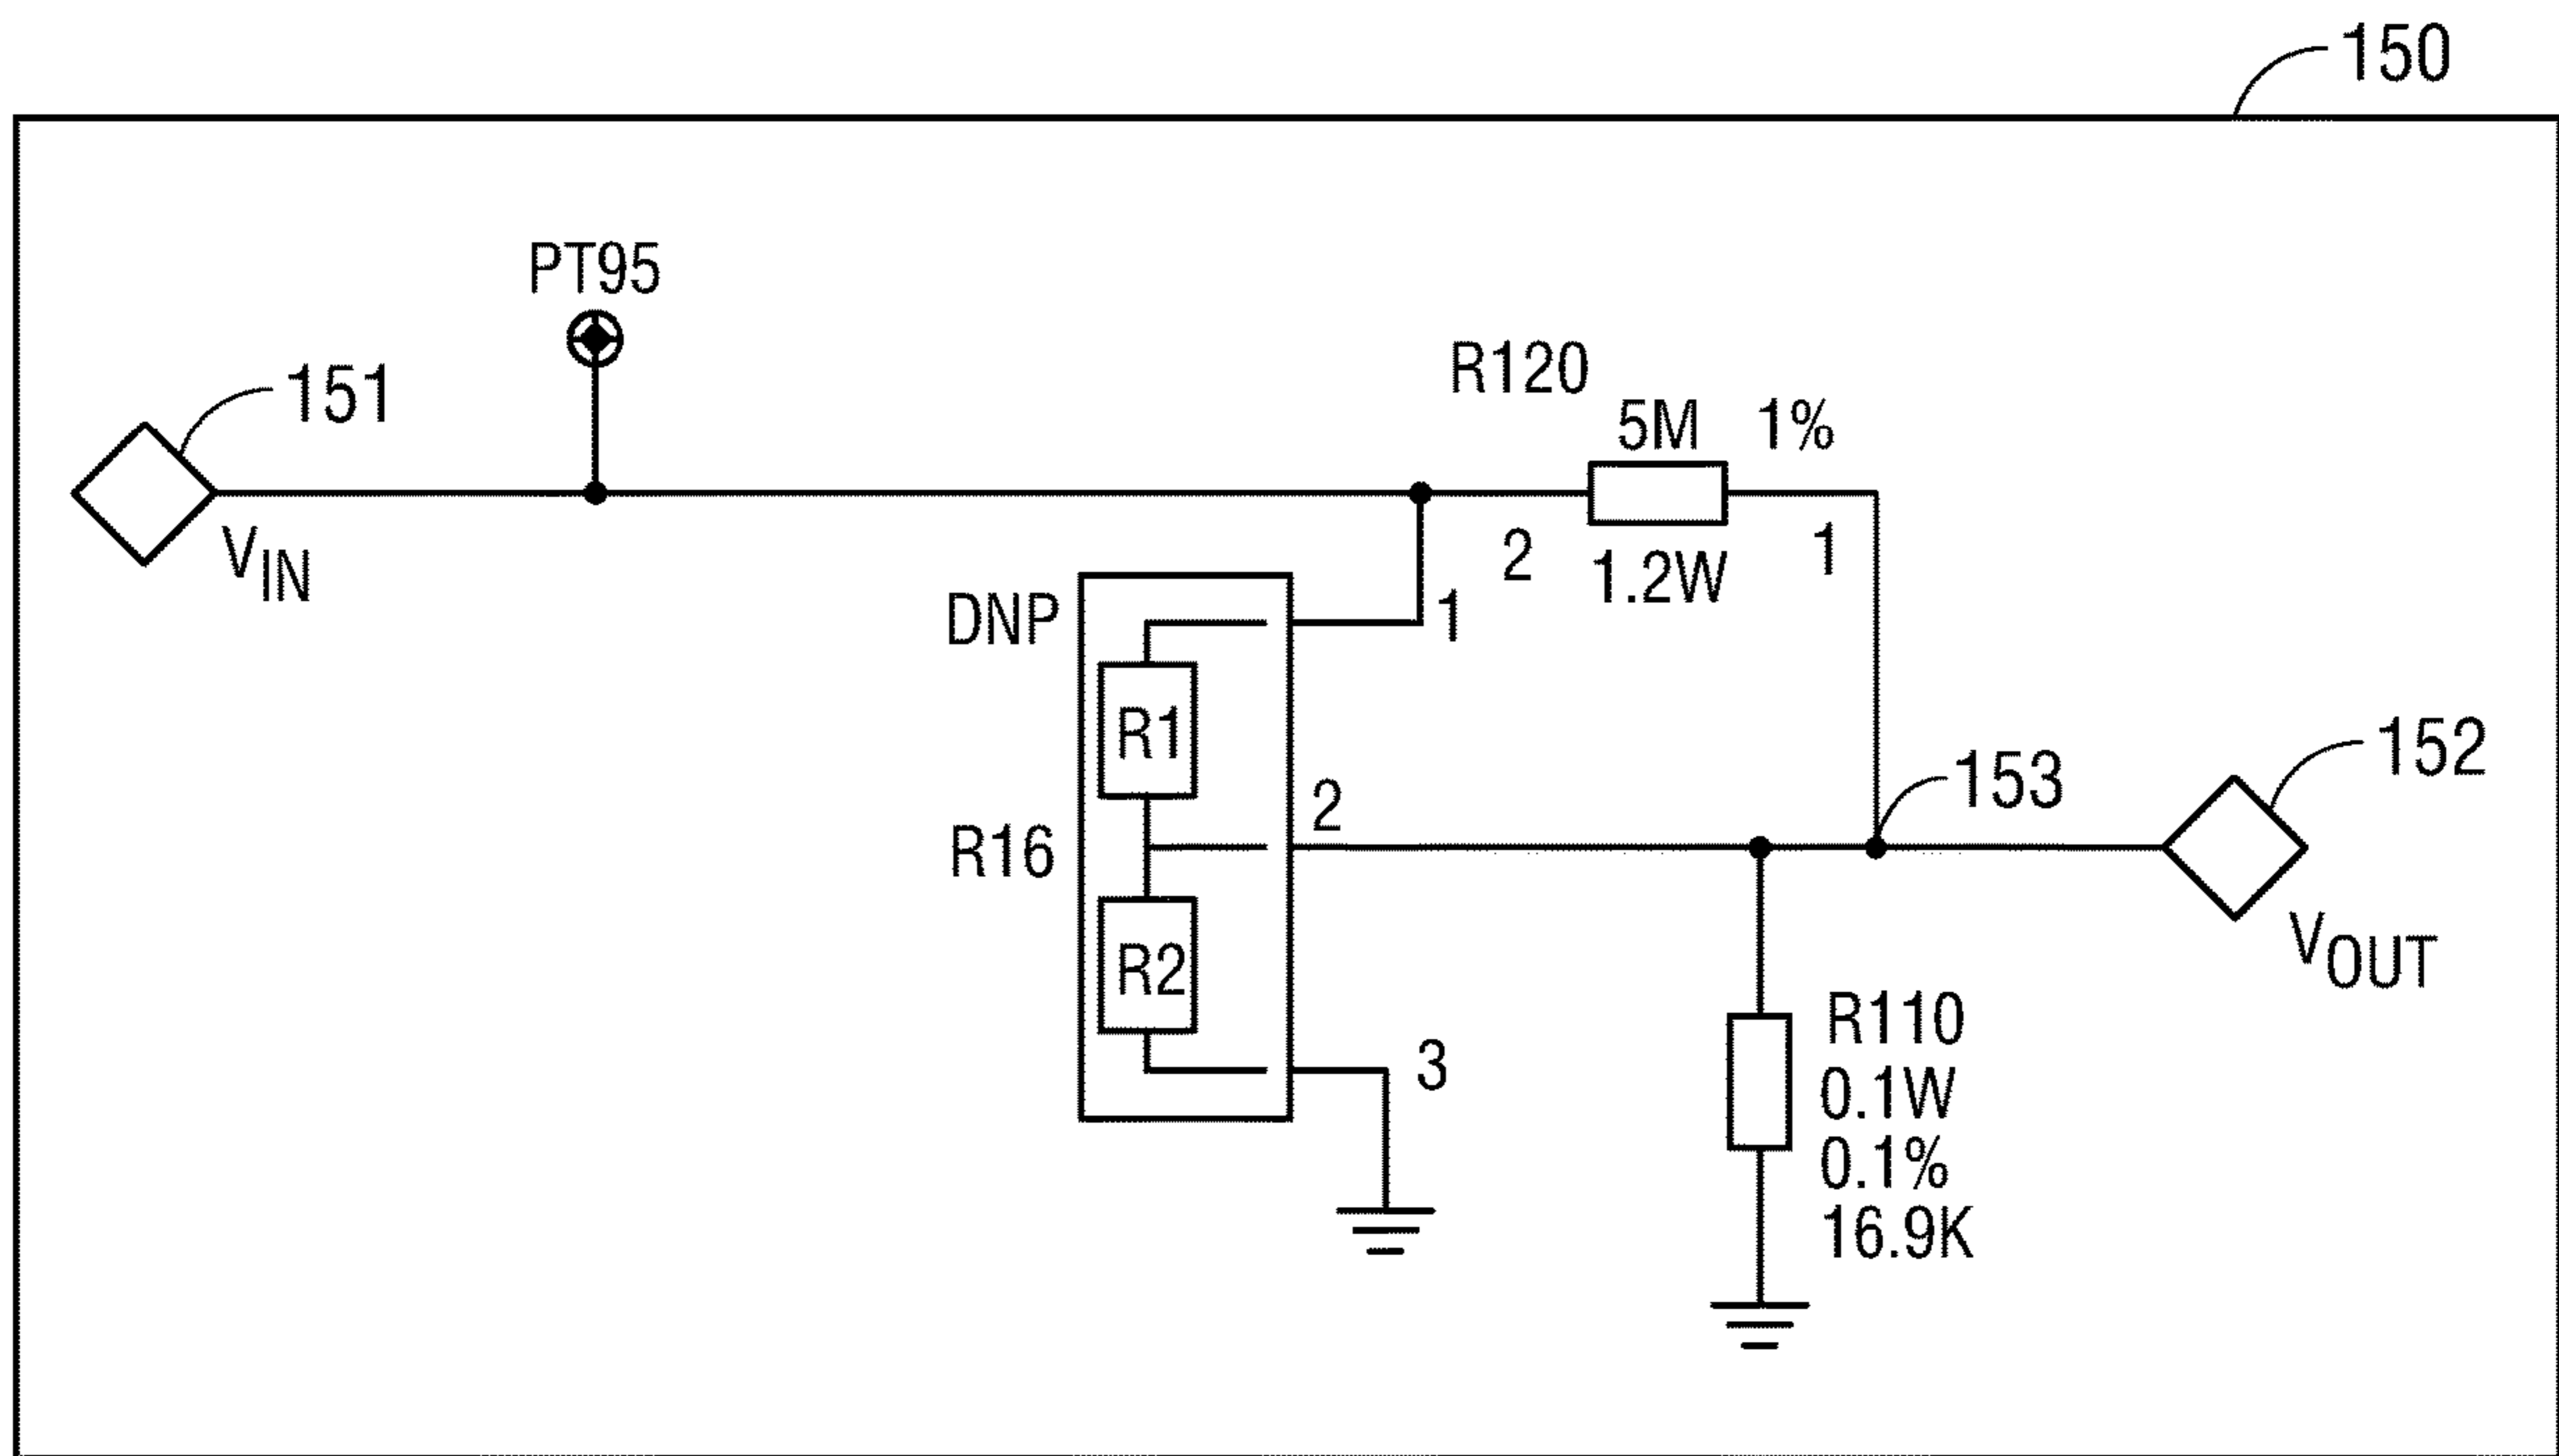 150
PT95
151
R120
5M 1%
V_IN
2
1.2W
1
DNP
1
R1
152
153
2
R16
V_OUT
R2
R110
3
0.1W
0.1%
16.9K